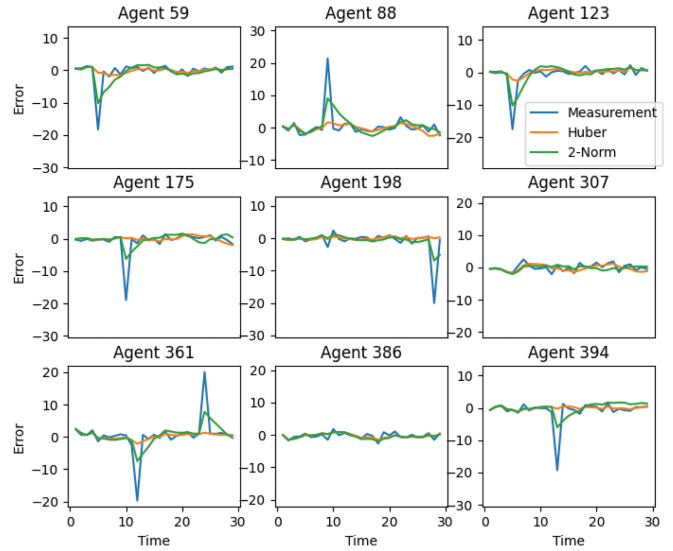 Agent 59
Agent 88
Agent 123
Error
10
0
−10
−20
−30
30
20
10
0
−10
10
0
−10
−20
Measurement
Huber
2-Norm
Agent 175
Agent 198
Agent 307
Error
10
0
−10
−20
−30
10
0
−10
−20
−30
20
10
0
−10
−20
Agent 361
Agent 386
Agent 394
Error
20
10
0
−10
−20
20
10
0
−10
−20
10
0
−10
−20
−30
0 10 20 30
0 10 20 30
0 10 20 30
Time
Time
Time